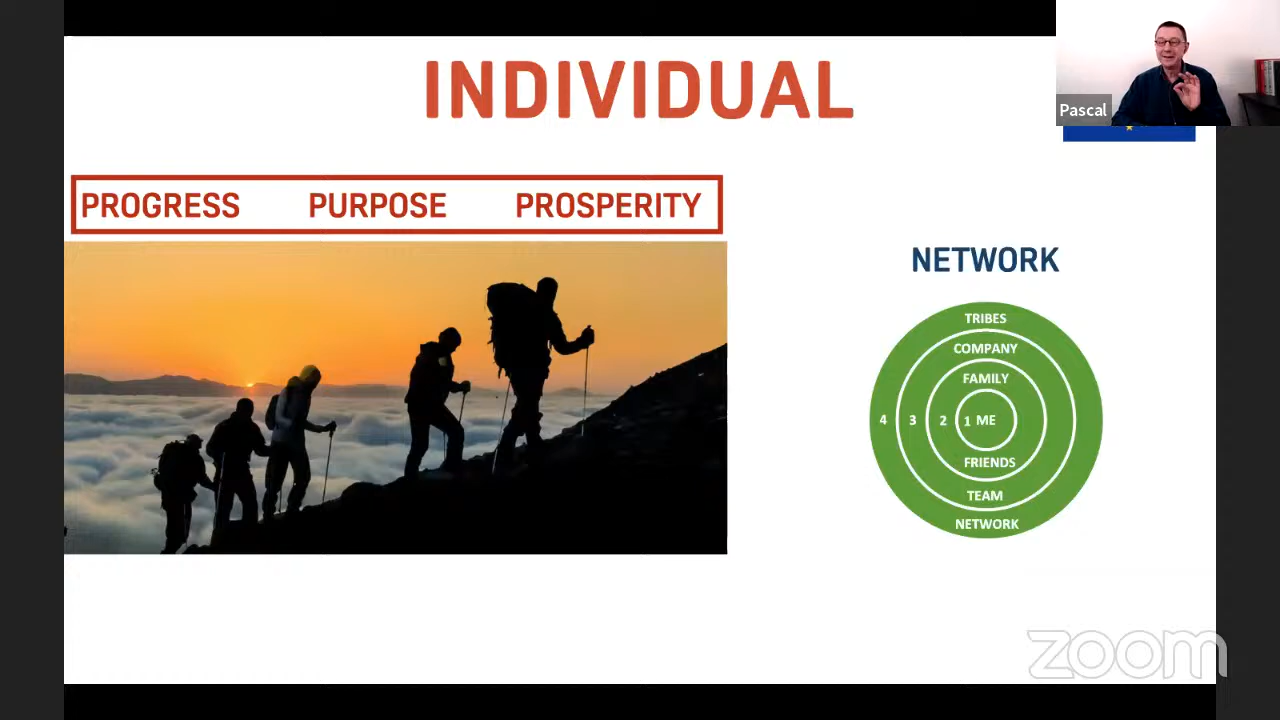 INDIVIDUAL
Pascal
PROGRESS PURPOSE PROSPERITY
NETWORK
TRIBES
COMPANY
FAMILY
4 3 2 1 ME
FRIENDS
TEAM
NETWORK
zoom